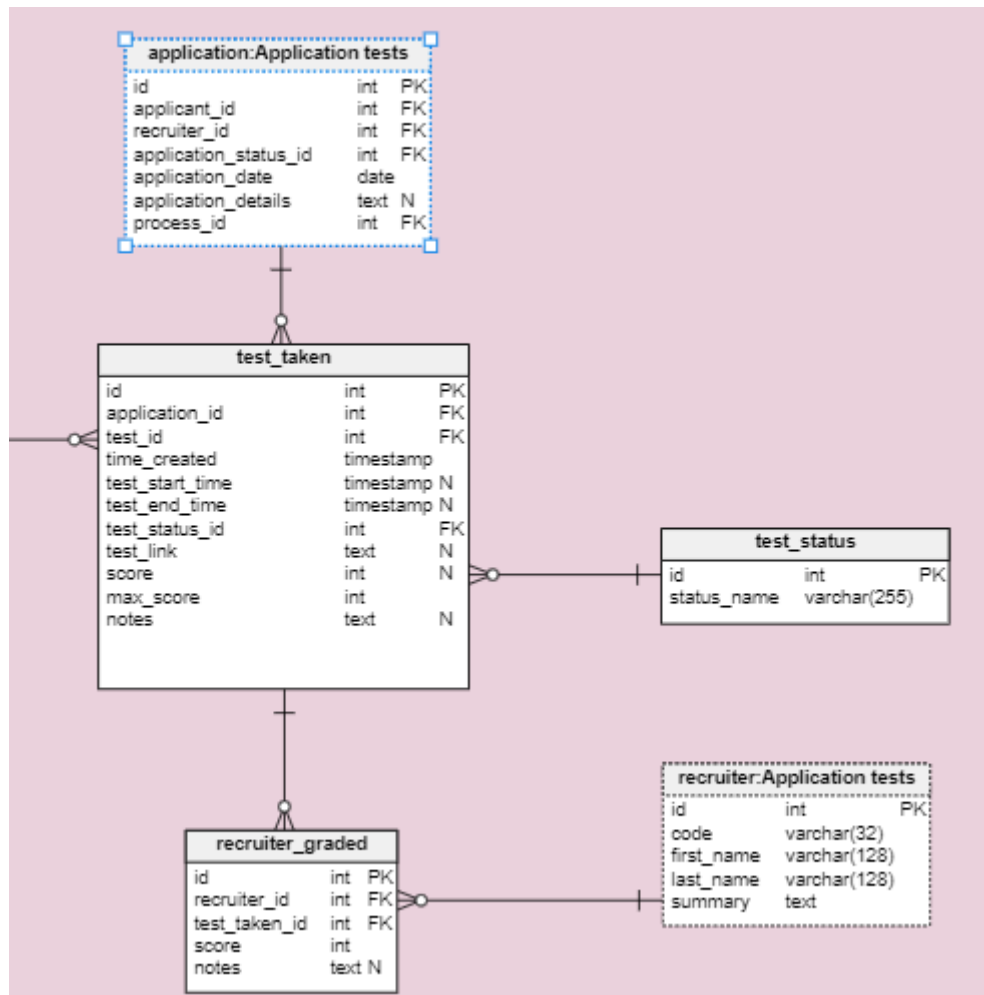 application:Application tests
id int PK
applicant_id int FK
recruiter_id int FK
application_status_id int FK
application_date date
application_details text N
process_id int FK
test_taken
id int PK
application_id int FK
test_id int FK
time_created timestamp
test_start_time timestamp N
test_end_time timestamp N
test_status_id int FK
test_link text N
score int N
max_score int
notes text N
test_status
id int PK
status_name varchar(255)
recruiter:Application tests
id int PK
code varchar(32)
first_name varchar(128)
last_name varchar(128)
summary text
recruiter_graded
id int PK
recruiter_id int FK
test_taken_id int FK
score int
notes text N